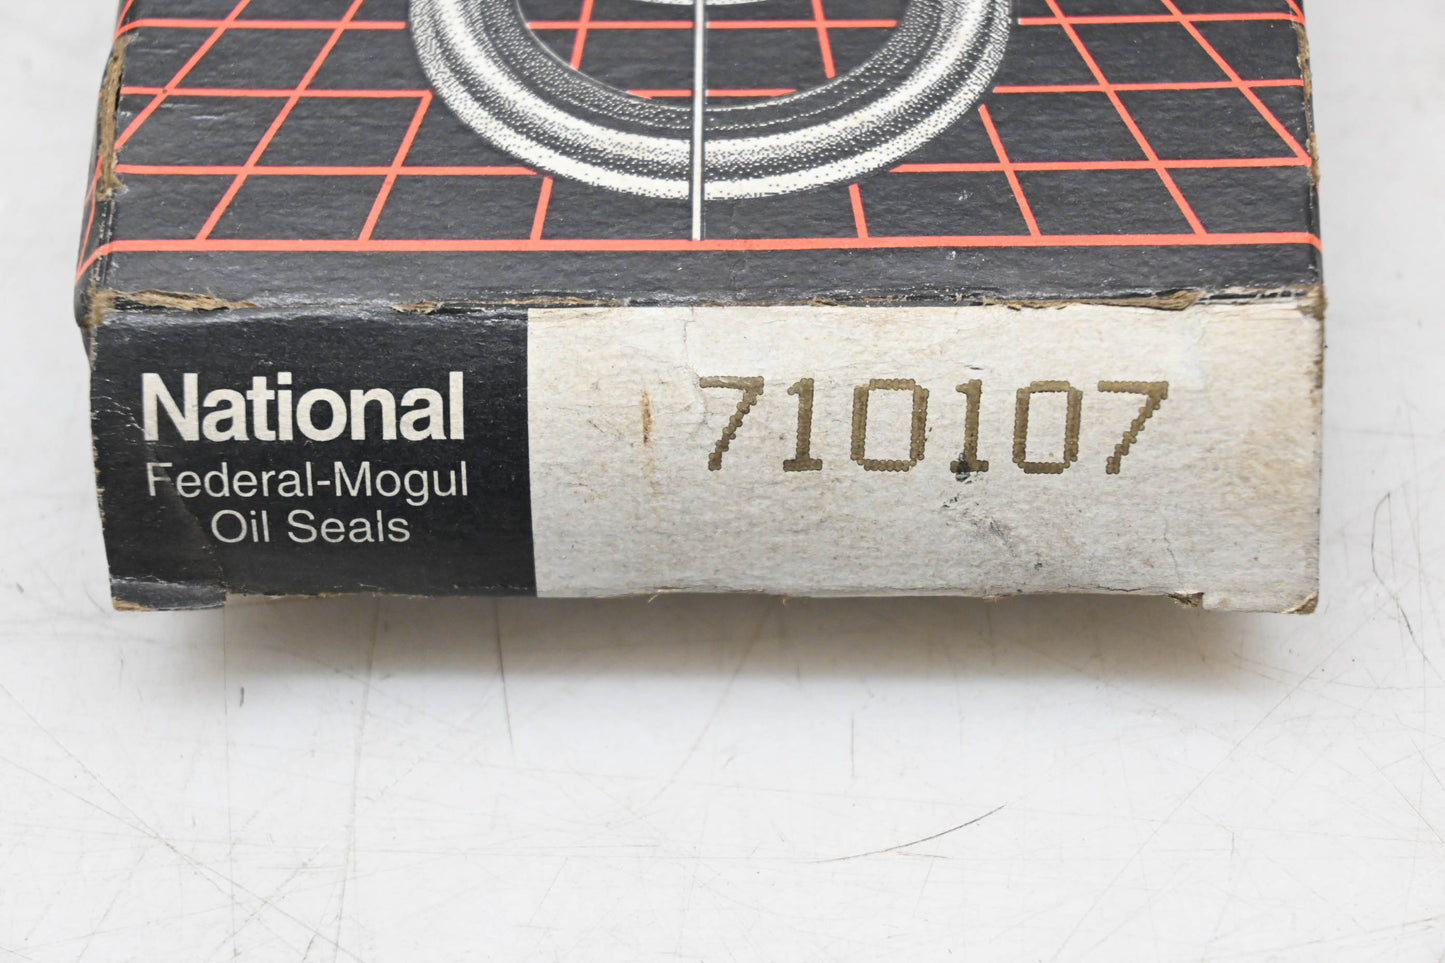 National
Federal-Mogul
Oil Seals
710107